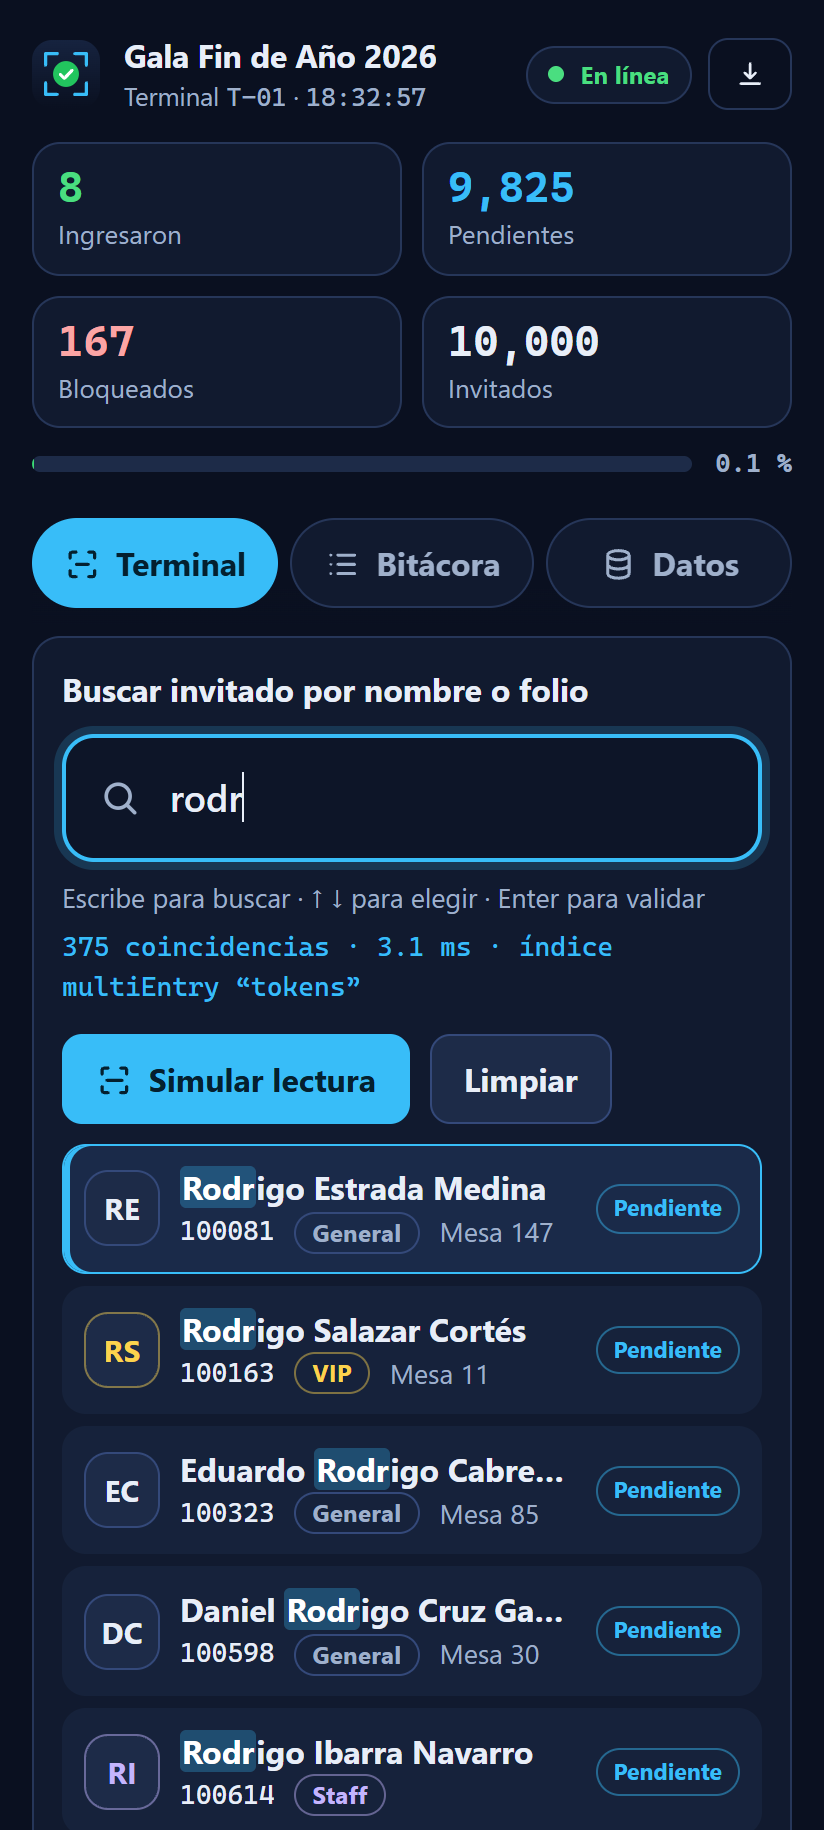 Gala Fin de Año 2026
Terminal T-01 · 18:32:57
En línea
8
Ingresaron
9,825
Pendientes
167
Bloqueados
10,000
Invitados
0.1 %
Terminal
Bitácora
Datos
Buscar invitado por nombre o folio
rodr
Escribe para buscar · ↑ ↓ para elegir · Enter para validar
375 coincidencias · 3.1 ms · índice
multiEntry “tokens”
Simular lectura
Limpiar
RE
Rodrigo Estrada Medina
100081 General Mesa 147
Pendiente
RS
Rodrigo Salazar Cortés
100163 VIP Mesa 11
Pendiente
EC
Eduardo Rodrigo Cabre...
100323 General Mesa 85
Pendiente
DC
Daniel Rodrigo Cruz Ga...
100598 General Mesa 30
Pendiente
RI
Rodrigo Ibarra Navarro
100614 Staff
Pendiente